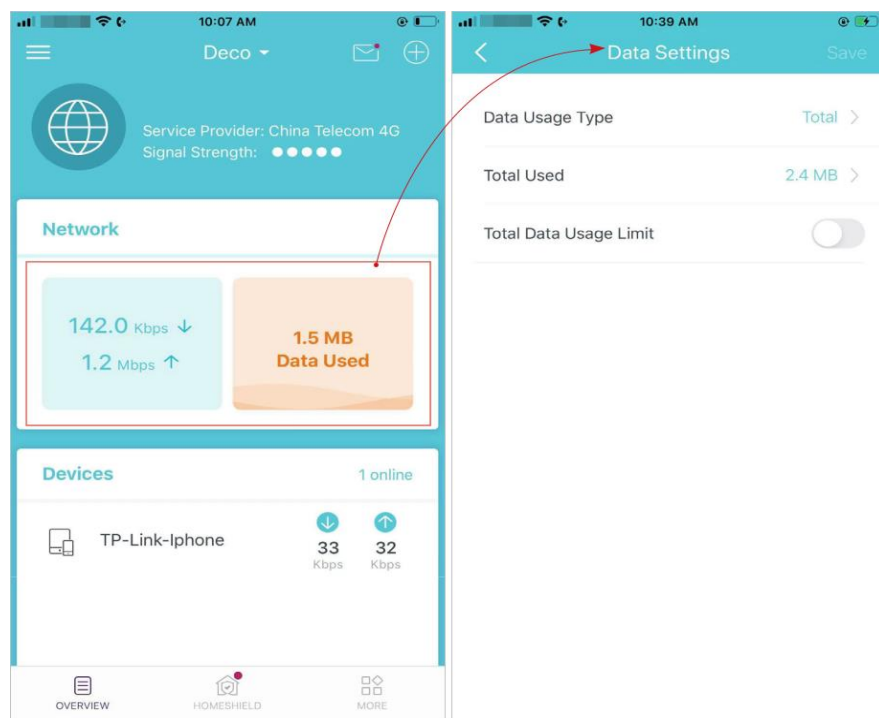 10:07 AM
Deco
Service Provider: China Telecom 4G
Signal Strength:
Network
142.0 Kbps
1.2 Mbps
1.5 MB
Data Used
Devices
1 online
TP-Link-Iphone
33
32
Kbps
Kbps
OVERVIEW
HOMESHIELD
MORE
10:39 AM
Data Settings
Save
Data Usage Type
Total
Total Used
2.4 MB
Total Data Usage Limit